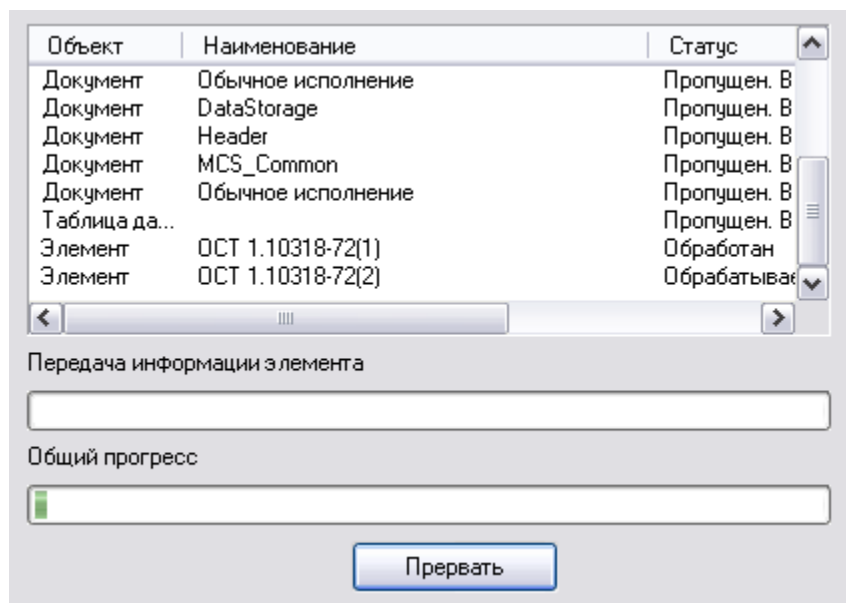 Объект Наименование Статус
Документ Обычное исполнение Пропущен. В
Документ DataStorage Пропущен. В
Документ Header Пропущен. В
Документ MCS_Common Пропущен. В
Документ Обычное исполнение Пропущен. В
Таблица да... Пропущен. В
Элемент ОСТ 1.10318-72(1) Обработан
Элемент ОСТ 1.10318-72(2) Обрабатывае
Передача информации элемента
Общий прогресс
Прервать